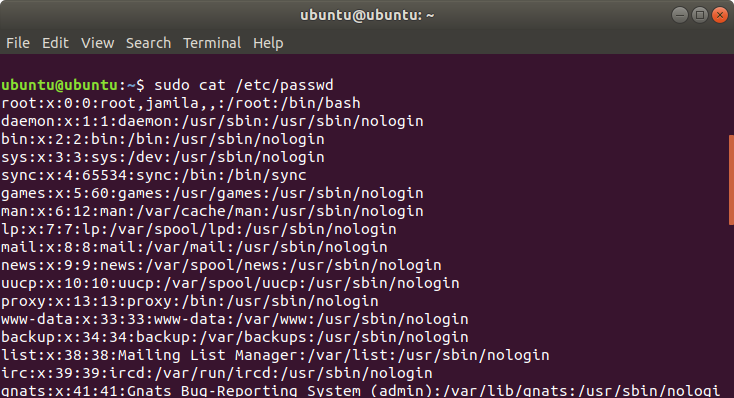 ubuntu@ubuntu: ~
File Edit View Search Terminal Help
ubuntu@ubuntu:~$ sudo cat /etc/passwd
root:x:0:0:root,jamila,,:/root:/bin/bash
daemon:x:1:1:daemon:/usr/sbin:/usr/sbin/nologin
bin:x:2:2:bin:/bin:/usr/sbin/nologin
sys:x:3:3:sys:/dev:/usr/sbin/nologin
sync:x:4:65534:sync:/bin:/bin/sync
games:x:5:60:games:/usr/games:/usr/sbin/nologin
man:x:6:12:man:/var/cache/man:/usr/sbin/nologin
lp:x:7:7:lp:/var/spool/lpd:/usr/sbin/nologin
mail:x:8:8:mail:/var/mail:/usr/sbin/nologin
news:x:9:9:news:/var/spool/news:/usr/sbin/nologin
uucp:x:10:10:uucp:/var/spool/uucp:/usr/sbin/nologin
proxy:x:13:13:proxy:/bin:/usr/sbin/nologin
www-data:x:33:33:www-data:/var/www:/usr/sbin/nologin
backup:x:34:34:backup:/var/backups:/usr/sbin/nologin
list:x:38:38:Mailing List Manager:/var/list:/usr/sbin/nologin
irc:x:39:39:ircd:/var/run/ircd:/usr/sbin/nologin
gnats:x:41:41:Gnats Bug-Reporting System (admin):/var/lib/gnats:/usr/sbin/nologi